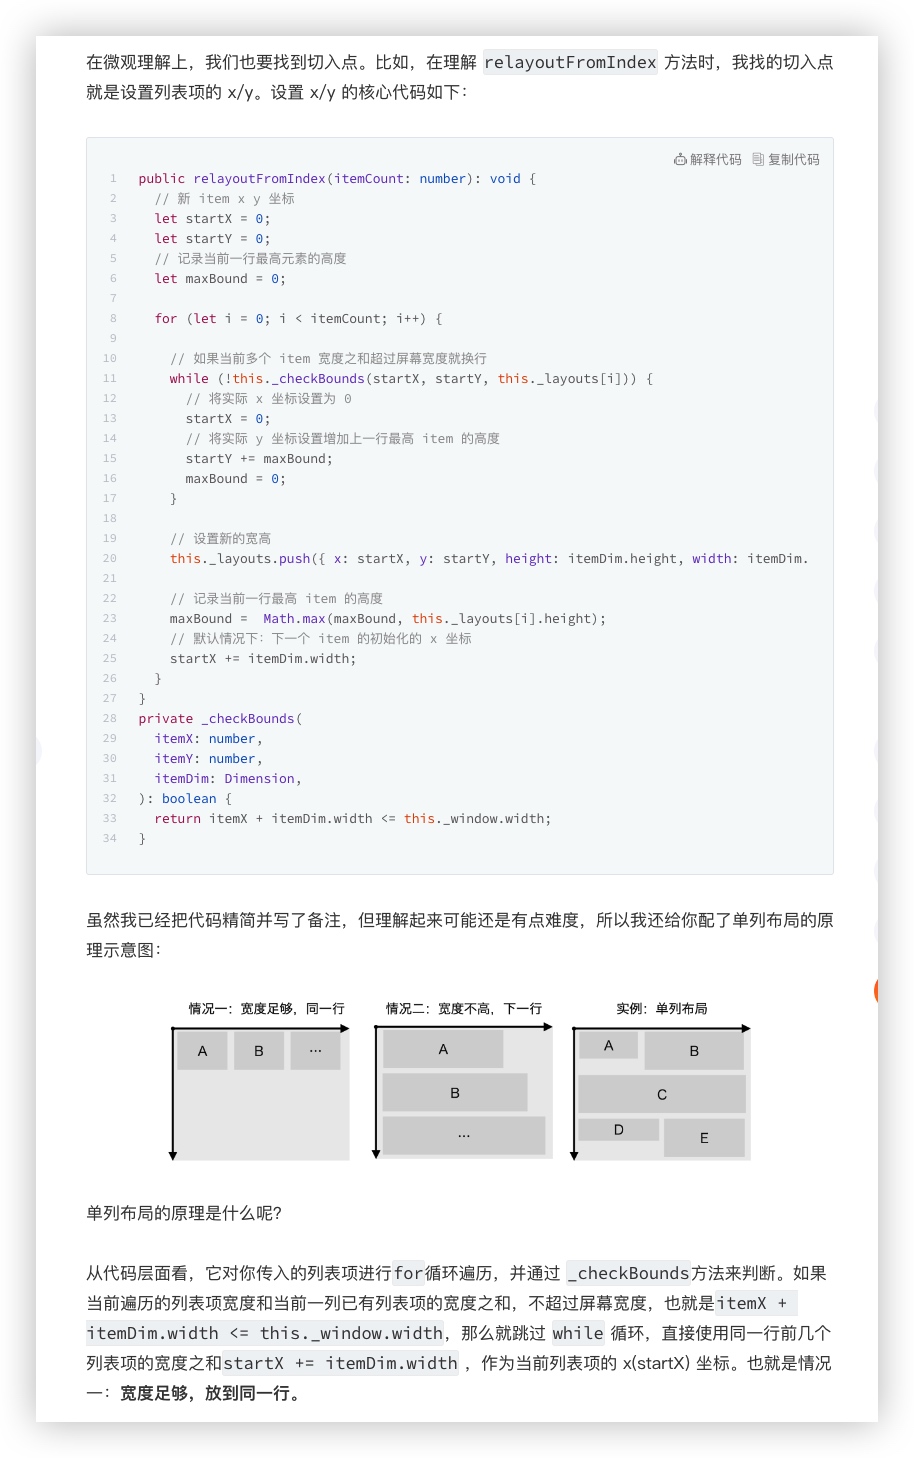 在微观理解上，我们也要找到切入点。比如，在理解 relayoutFromIndex 方法时，我找的切入点
就是设置列表项的 x/y。设置 x/y 的核心代码如下：
解释代码 复制代码
1 public relayoutFromIndex(itemCount: number): void {
2 // 新 item x y 坐标
3 let startX = 0;
4 let startY = 0;
5 // 记录当前一行最高元素的高度
6 let maxBound = 0;
7
8 for (let i = 0; i < itemCount; i++) {
9
10 // 如果当前多个 item 宽度之和超过屏幕宽度就换行
11 while (!this._checkBounds(startX, startY, this._layouts[i])) {
12 // 将实际 x 坐标设置为 0
13 startX = 0;
14 // 将实际 y 坐标设置增加上一行最高 item 的高度
15 startY += maxBound;
16 maxBound = 0;
17 }
18
19 // 设置新的宽高
20 this._layouts.push({ x: startX, y: startY, height: itemDim.height, width: itemDim.
21
22 // 记录当前一行最高 item 的高度
23 maxBound =  Math.max(maxBound, this._layouts[i].height);
24 // 默认情况下：下一个 item 的初始化的 x 坐标
25 startX += itemDim.width;
26 }
27 }
28 private _checkBounds(
29 itemX: number,
30 itemY: number,
31 itemDim: Dimension,
32 ): boolean {
33 return itemX + itemDim.width <= this._window.width;
34 }
虽然我已经把代码精简并写了备注，但理解起来可能还是有点难度，所以我还给你配了单列布局的原
理示意图：
情况一：宽度足够，同一行
A B ...
情况二：宽度不高，下一行
A
B
...
实例：单列布局
A B
C
D E
单列布局的原理是什么呢？
从代码层面看，它对你传入的列表项进行for循环遍历，并通过 _checkBounds方法来判断。如果
当前遍历的列表项宽度和当前一列已有列表项的宽度之和，不超过屏幕宽度，也就是itemX +
itemDim.width <= this._window.width，那么就跳过 while 循环，直接使用同一行前几个
列表项的宽度之和startX += itemDim.width ，作为当前列表项的 x(startX) 坐标。也就是情况
一：宽度足够，放到同一行。